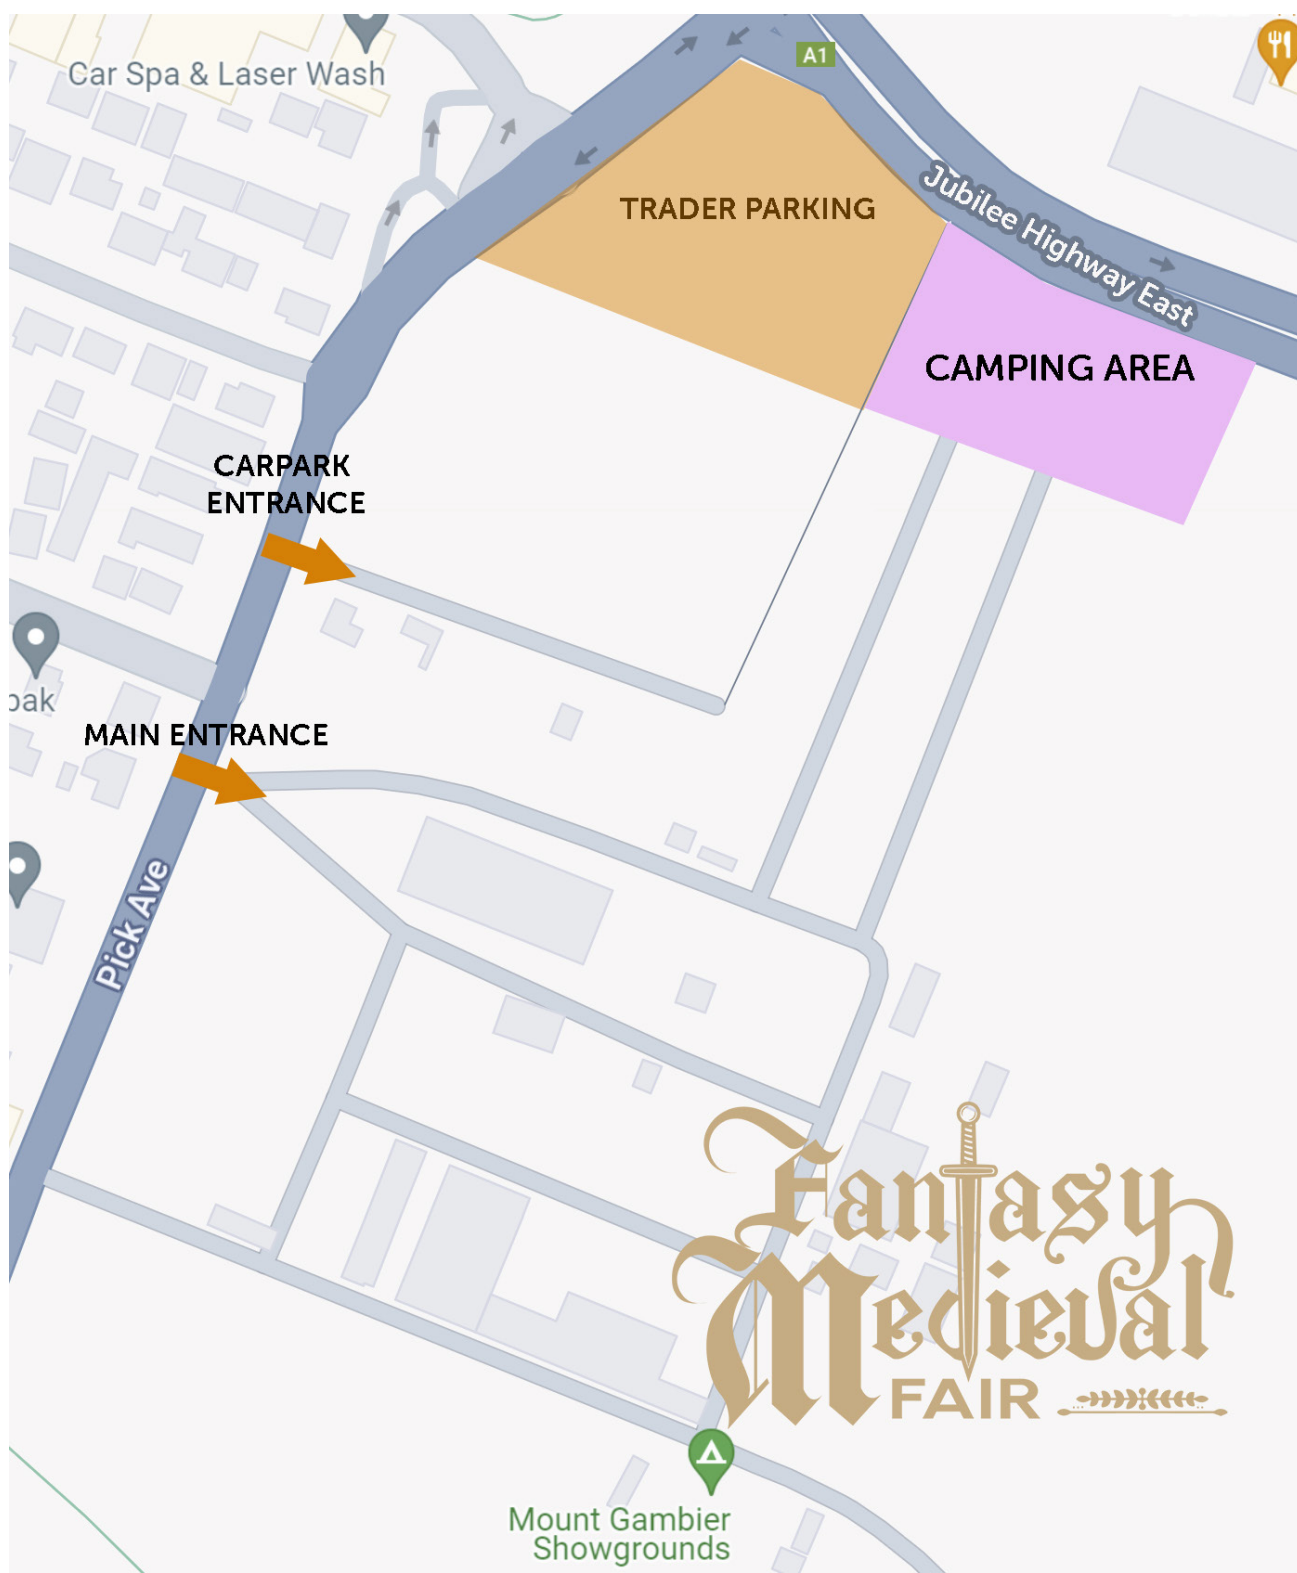 Car Spa & Laser Wash
A1
TRADER PARKING
Jubilee Highway East
CAMPING AREA
CARPARK
ENTRANCE
pak
MAIN ENTRANCE
Pick Ave
Fantasy
Medieval
FAIR
Mount Gambier
Showgrounds